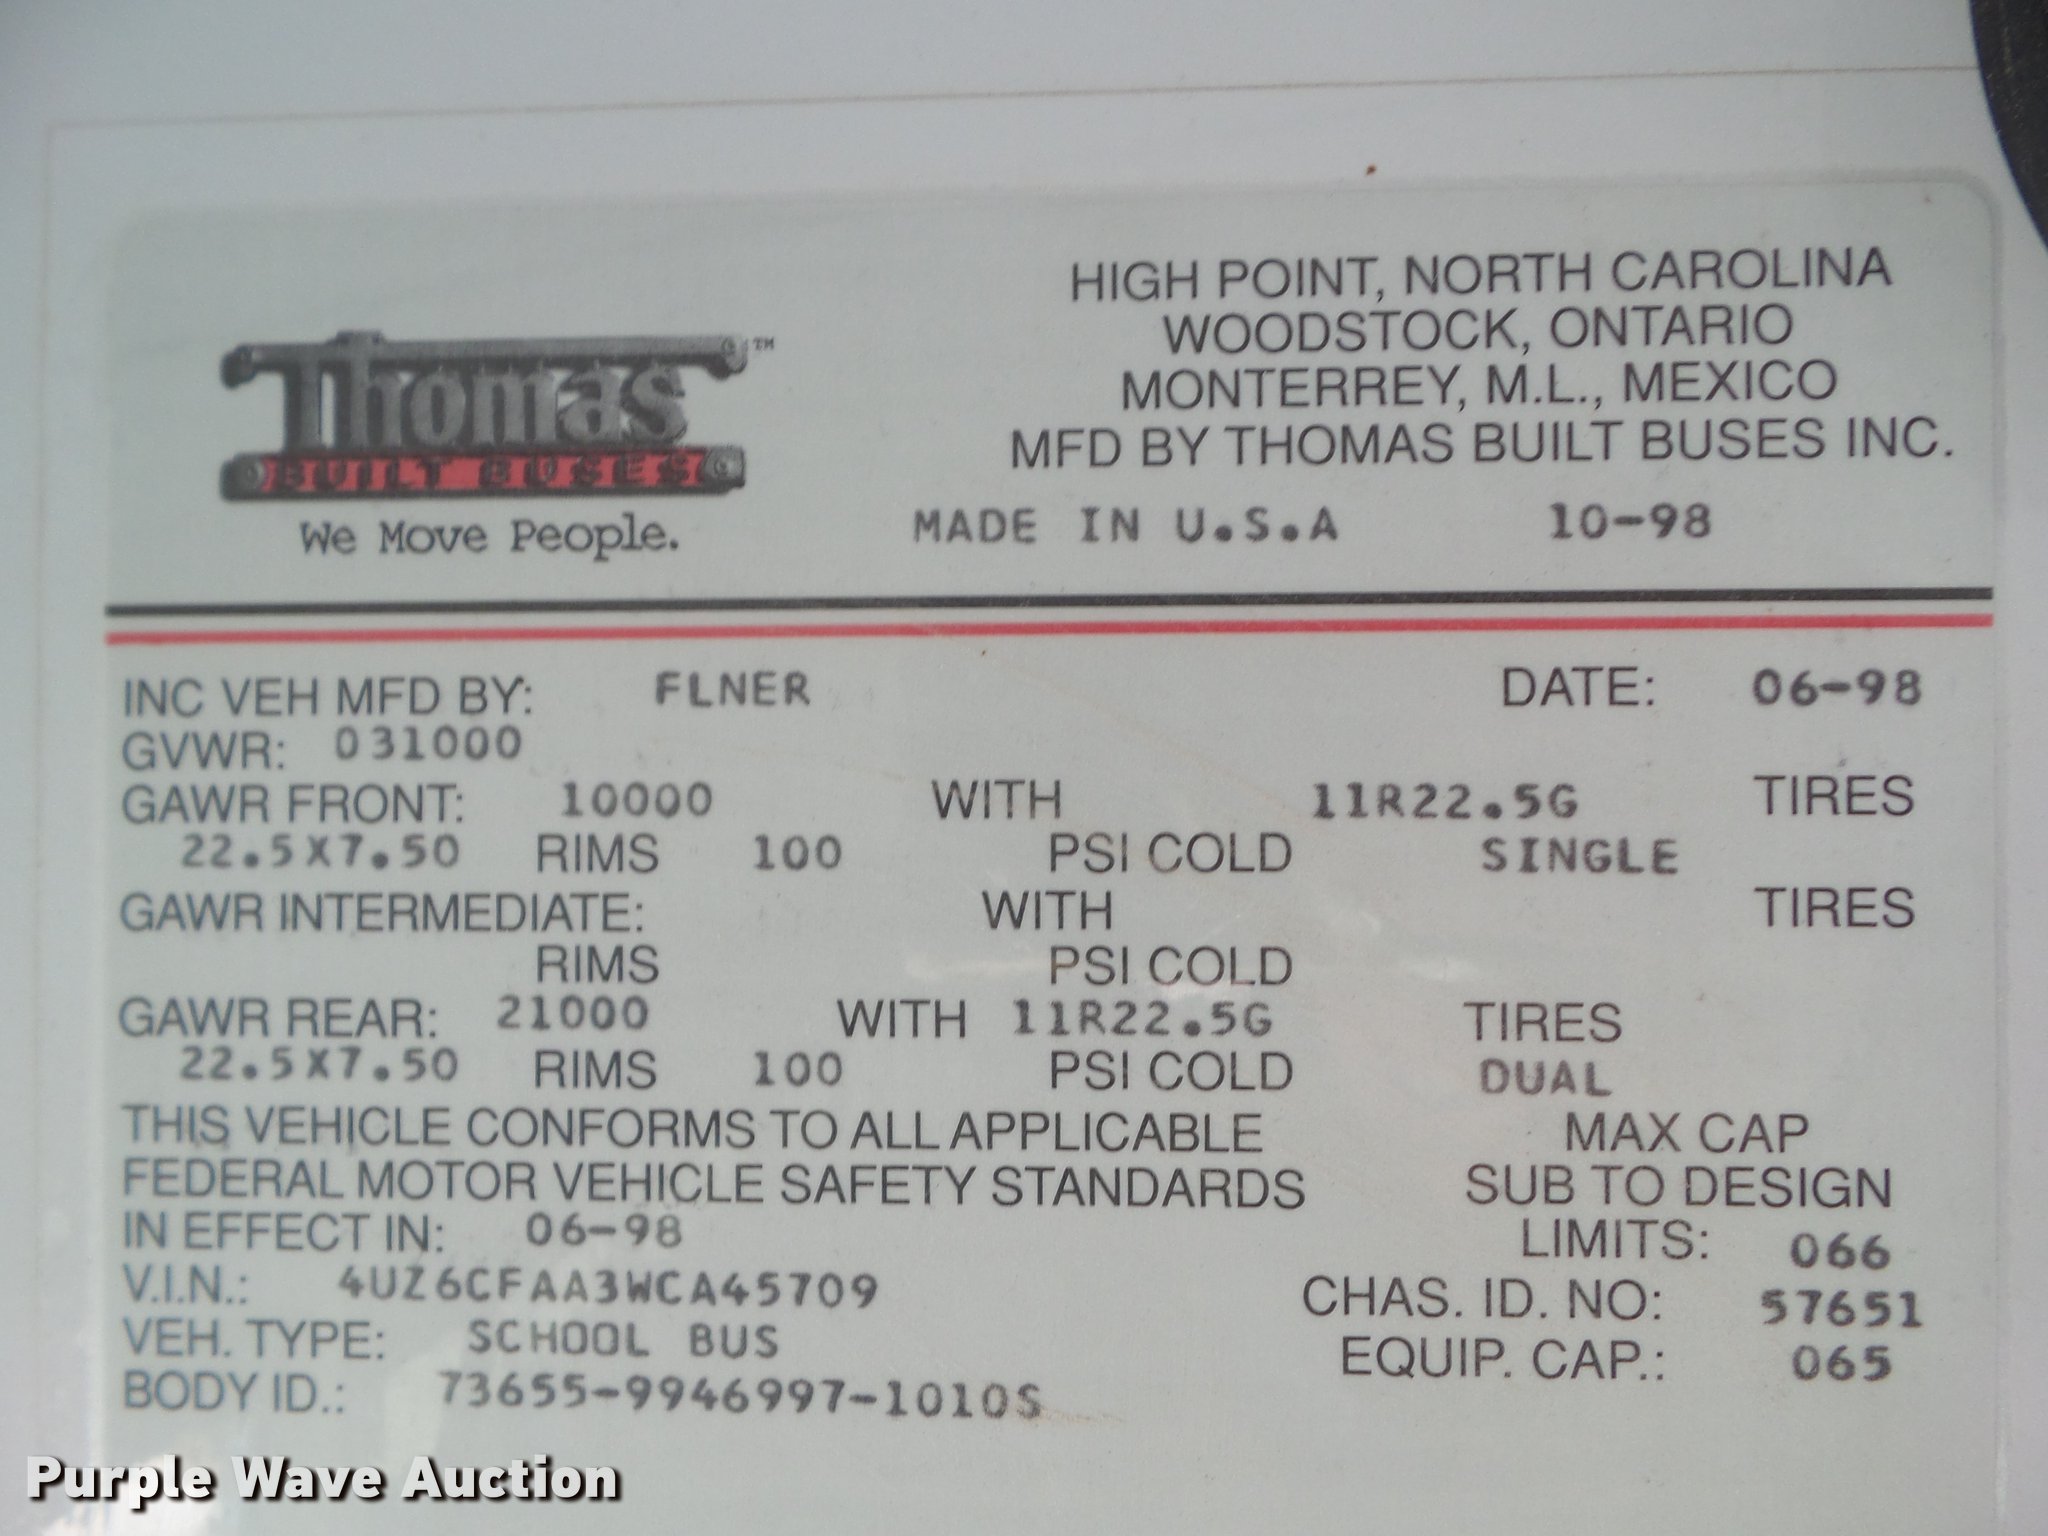 Thomas TM
BUILT BUSES
We Move People.
HIGH POINT, NORTH CAROLINA
WOODSTOCK, ONTARIO
MONTERREY, M.L., MEXICO
MFD BY THOMAS BUILT BUSES INC.
MADE IN U.S.A 10-98
INC VEH MFD BY: FLNER DATE: 06-98
GVWR: 031000
GAWR FRONT: 10000 WITH 11R22.5G TIRES
22.5X7.50 RIMS 100 PSI COLD SINGLE
GAWR INTERMEDIATE: WITH TIRES
RIMS PSI COLD
GAWR REAR: 21000 WITH 11R22.5G TIRES
22.5X7.50 RIMS 100 PSI COLD DUAL
THIS VEHICLE CONFORMS TO ALL APPLICABLE MAX CAP
FEDERAL MOTOR VEHICLE SAFETY STANDARDS SUB TO DESIGN
IN EFFECT IN: 06-98 LIMITS: 066
V.I.N.: 4UZ6CFAA3WCA45709 CHAS. ID. NO: 57651
VEH. TYPE: SCHOOL BUS EQUIP. CAP.: 065
BODY ID.: 73655-9946997-1010S
Purple Wave Auction